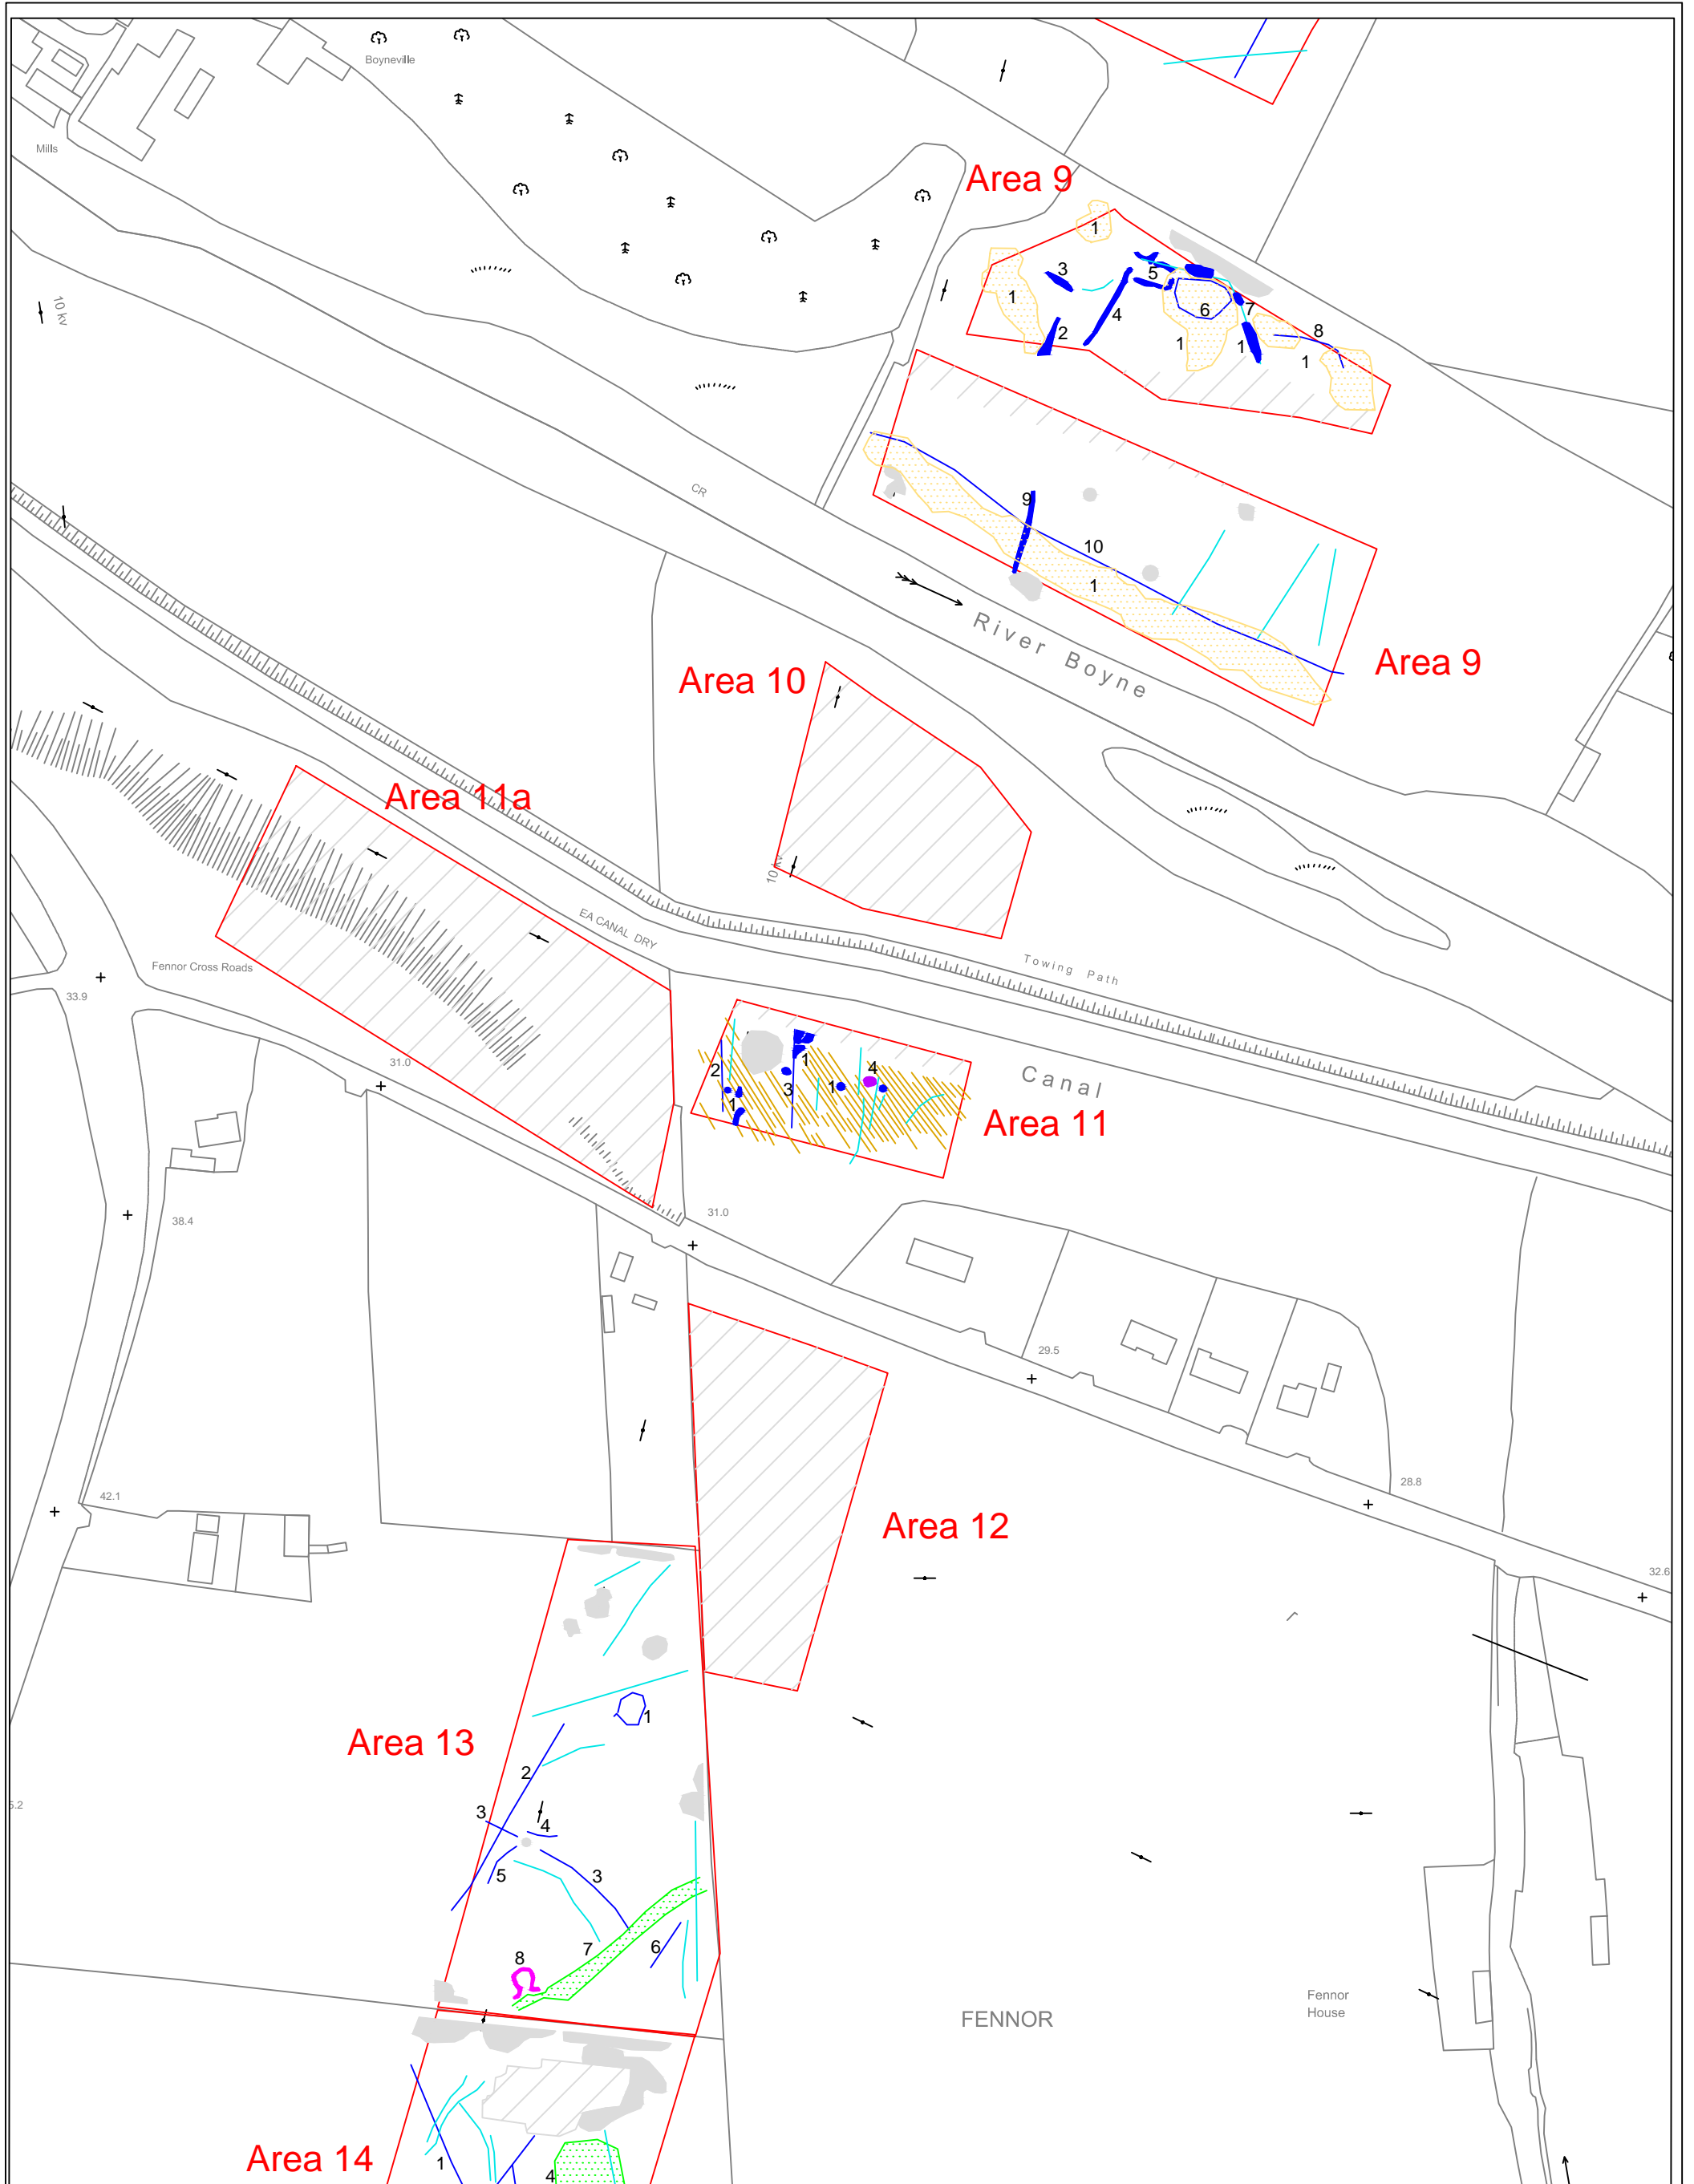 Boyneville
Mills
Area 9
1
3
5
1
6
7
4
2
8
1
1
1
10 kv
CR
9
10
1
River Boyne
Area 9
Area 10
Area 11a
10 kv
EA CANAL DRY
Towing Path
Fennor Cross Roads
33.9
31.0
2
1
4
3
1
1
Canal
Area 11
38.4
31.0
29.5
28.8
42.1
Area 12
32.6
1
Area 13
2
3
4
5.2
5
3
7
6
8
Fennor
House
FENNOR
Area 14
1
4